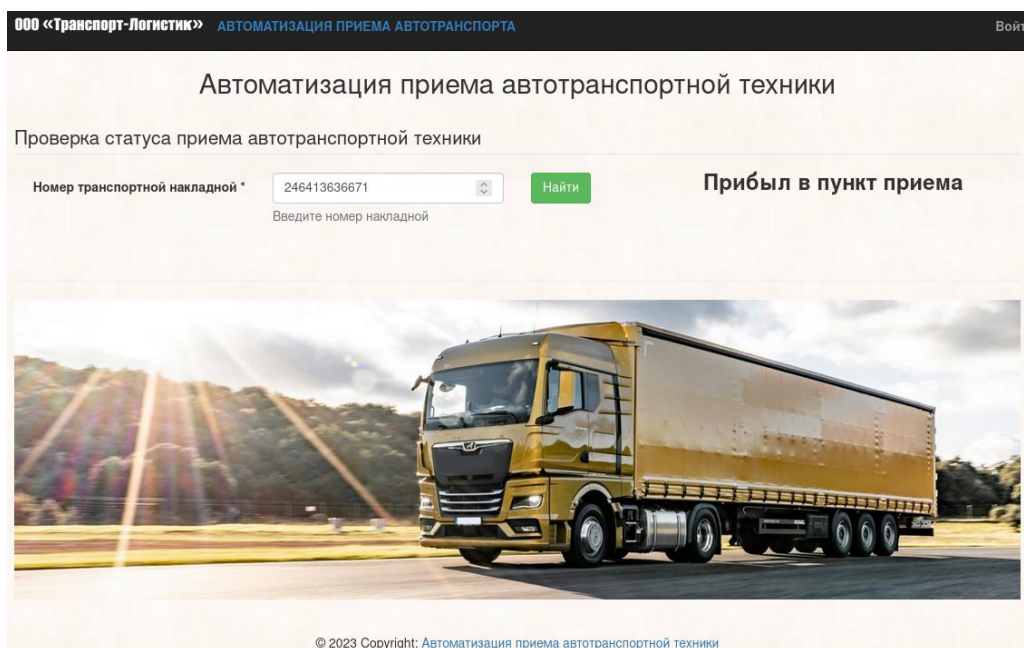 ООО «Транспорт-Логистик» АВТОМАТИЗАЦИЯ ПРИЕМА АВТОТРАНСПОРТА Войт
Автоматизация приема автотранспортной техники
Проверка статуса приема автотранспортной техники
Номер транспортной накладной * 246413636671 Найти Прибыл в пункт приема
Введите номер накладной
© 2023 Copyright: Автоматизация приема автотранспортной техники